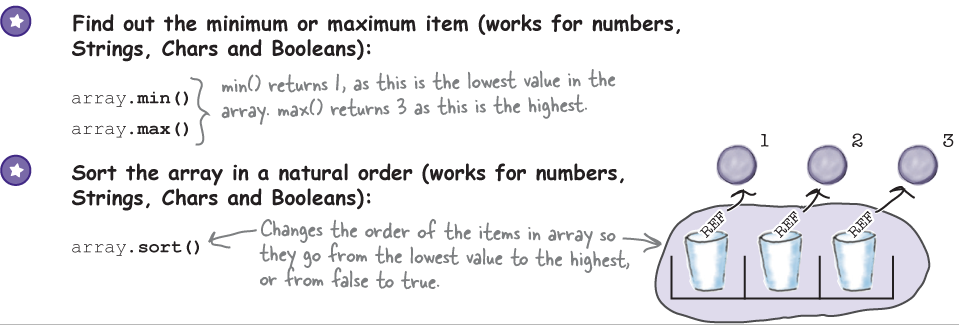 Find out the minimum or maximum item (works for numbers,
Strings, Chars and Booleans):
array.min()
array.max()
min() returns 1, as this is the lowest value in the
array. max() returns 3 as this is the highest.
Sort the array in a natural order (works for numbers,
Strings, Chars and Booleans):
array.sort()
Changes the order of the items in array so
they go from the lowest value to the highest,
or from false to true.
1 2 3
REF REF REF